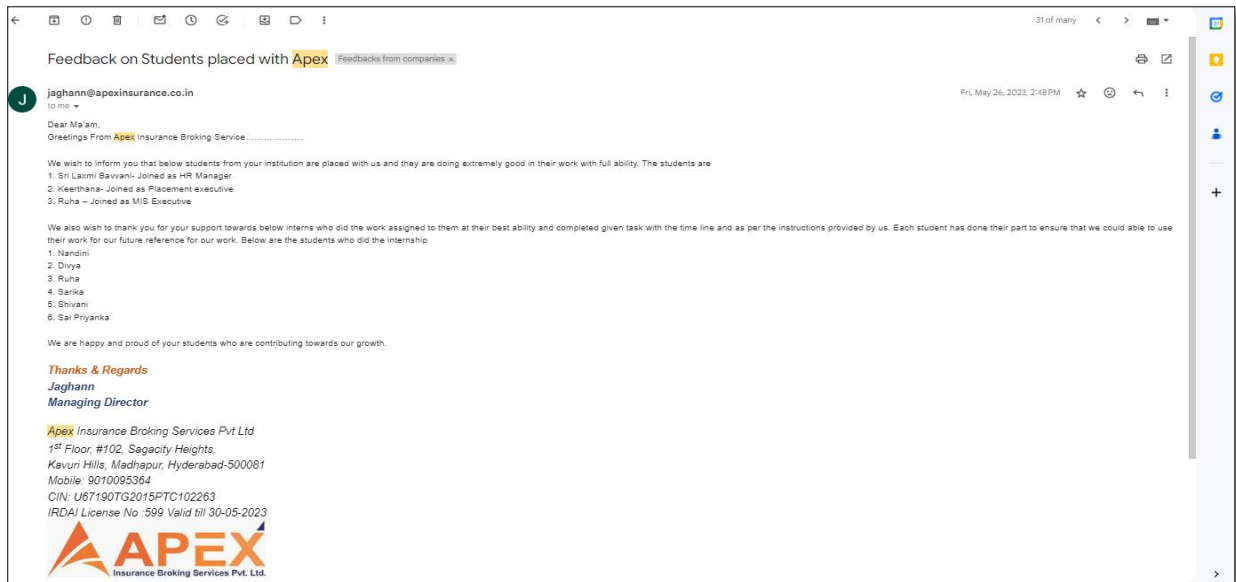 31 of many
Feedback on Students placed with Apex Feedbacks from companies x
J
jaghann@apexinsurance.co.in
Fri, May 26, 2023, 2:48 PM
to me
Dear Ma'am,
Greetings From Apex Insurance Broking Service………………
We wish to inform you that below students from your institution are placed with us and they are doing extremely good in their work with full ability. The students are
1. Sri Laxmi Bavvani- Joined as HR Manager
2. Keerthana- Joined as Placement executive
3. Ruha – Joined as MIS Executive
We also wish to thank you for your support towards below interns who did the work assigned to them at their best ability and completed given task with the time line and as per the instructions provided by us. Each student has done their part to ensure that we could able to use
their work for our future reference for our work. Below are the students who did the internship
1. Nandini
2. Divya
3. Ruha
4. Sarika
5. Shivani
6. Sai Priyanka
We are happy and proud of your students who are contributing towards our growth.
Thanks & Regards
Jaghann
Managing Director
Apex Insurance Broking Services Pvt Ltd
1st Floor, #102, Sagacity Heights,
Kavuri Hills, Madhapur, Hyderabad-500081
Mobile: 9010095364
CIN: U67190TG2015PTC102263
IRDAI License No :599 Valid till 30-05-2023
APEX
Insurance Broking Services Pvt. Ltd.